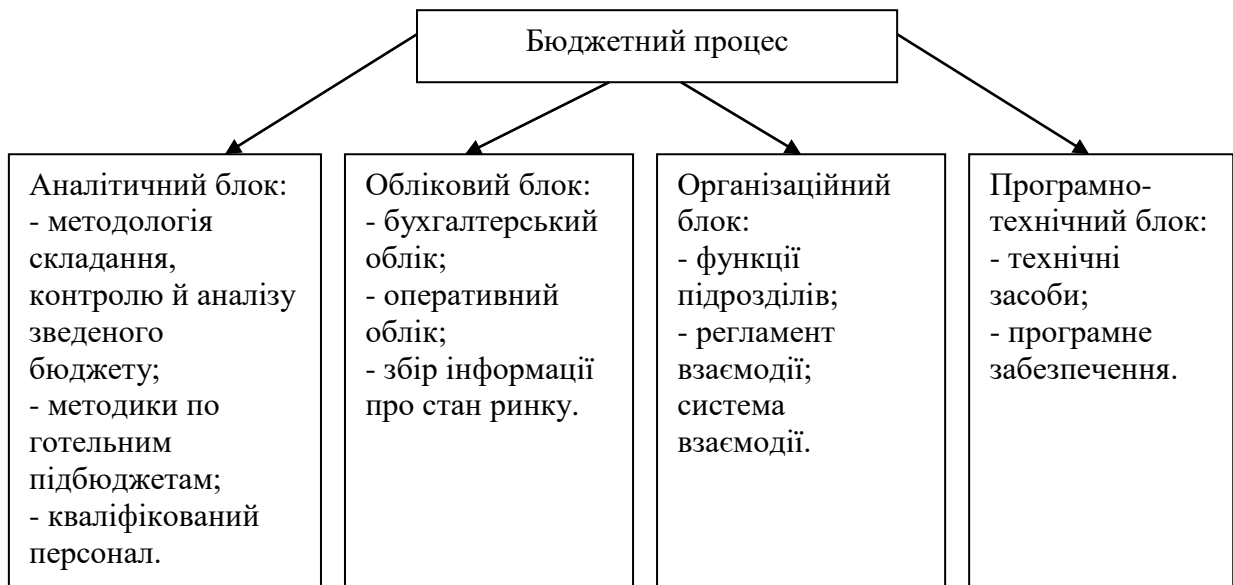 Бюджетний процес
Аналітичний блок:
- методологія
складання,
контролю й аналізу
зведеного
бюджету;
- методики по
готельним
підбюджетам;
- кваліфікований
персонал.
Обліковий блок:
- бухгалтерський
облік;
- оперативний
облік;
- збір інформації
про стан ринку.
Організаційний
блок:
- функції
підрозділів;
- регламент
взаємодії;
система
взаємодії.
Програмно-
технічний блок:
- технічні
засоби;
- програмне
забезпечення.